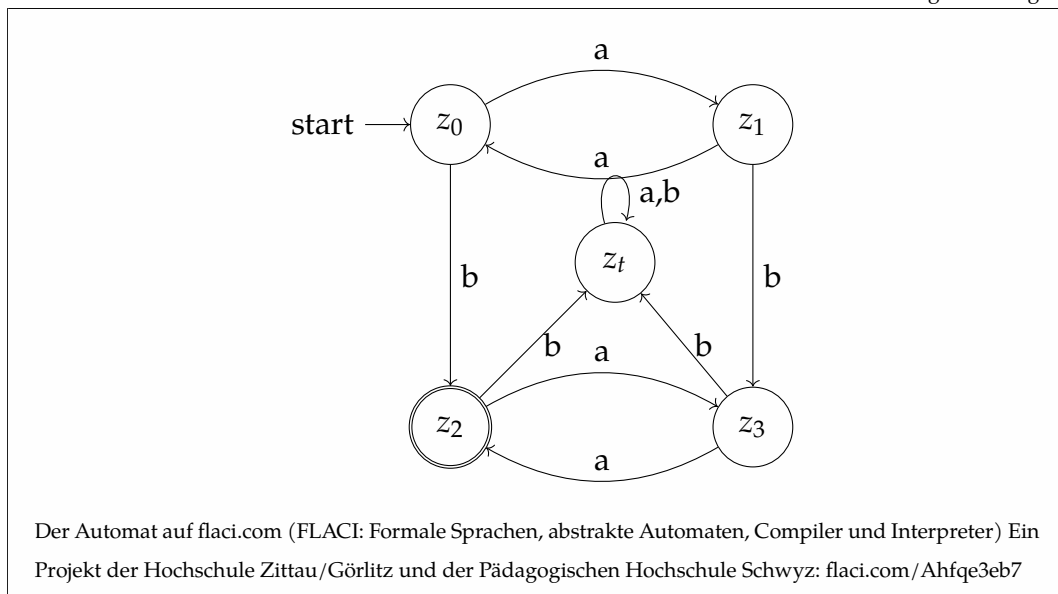 a
start
z0
z1
a
a,b
zt
b
b
b
b
a
z2
z3
a
Der Automat auf flaci.com (FLACI: Formale Sprachen, abstrakte Automaten, Compiler und Interpreter) Ein
Projekt der Hochschule Zittau/Görlitz und der Pädagogischen Hochschule Schwyz: flaci.com/Ahfqe3eb7